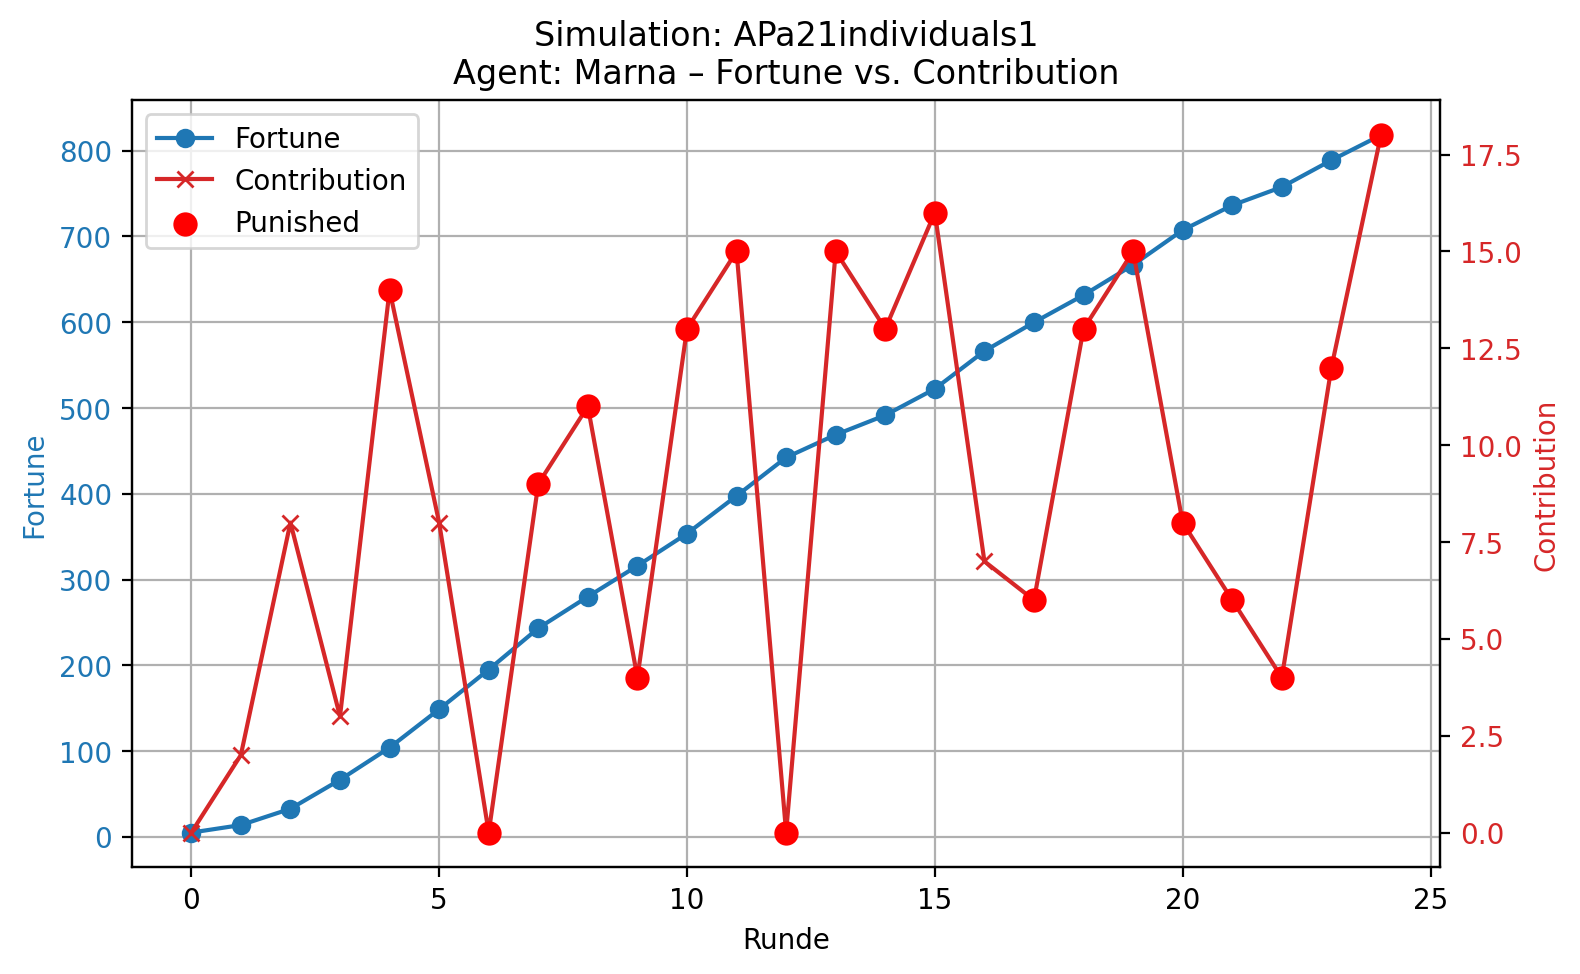 Simulation: APa21individuals1
Agent: Marna – Fortune vs. Contribution
Fortune
Contribution
Punished
800
700
600
500
400
300
200
100
0
Fortune
17.5
15.0
12.5
10.0
7.5
5.0
2.5
0.0
Contribution
0 5 10 15 20 25
Runde